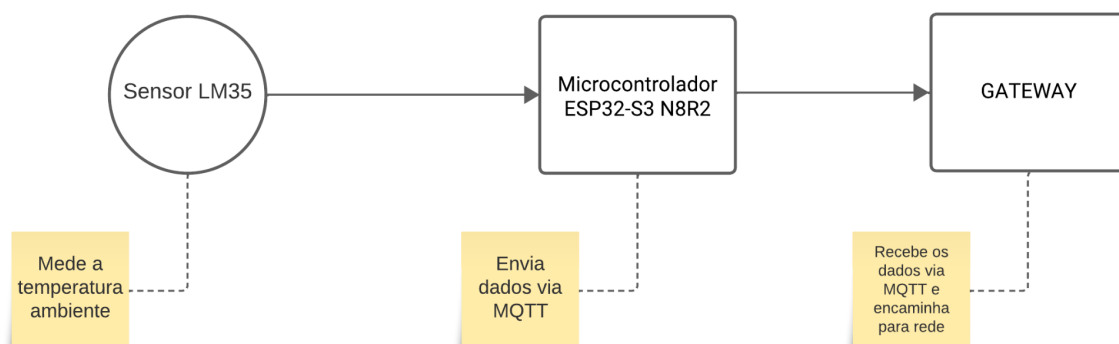 Sensor LM35
Microcontrolador
ESP32-S3 N8R2
GATEWAY
Mede a
temperatura
ambiente
Envia
dados via
MQTT
Recebe os
dados via
MQTT e
encaminha
para rede